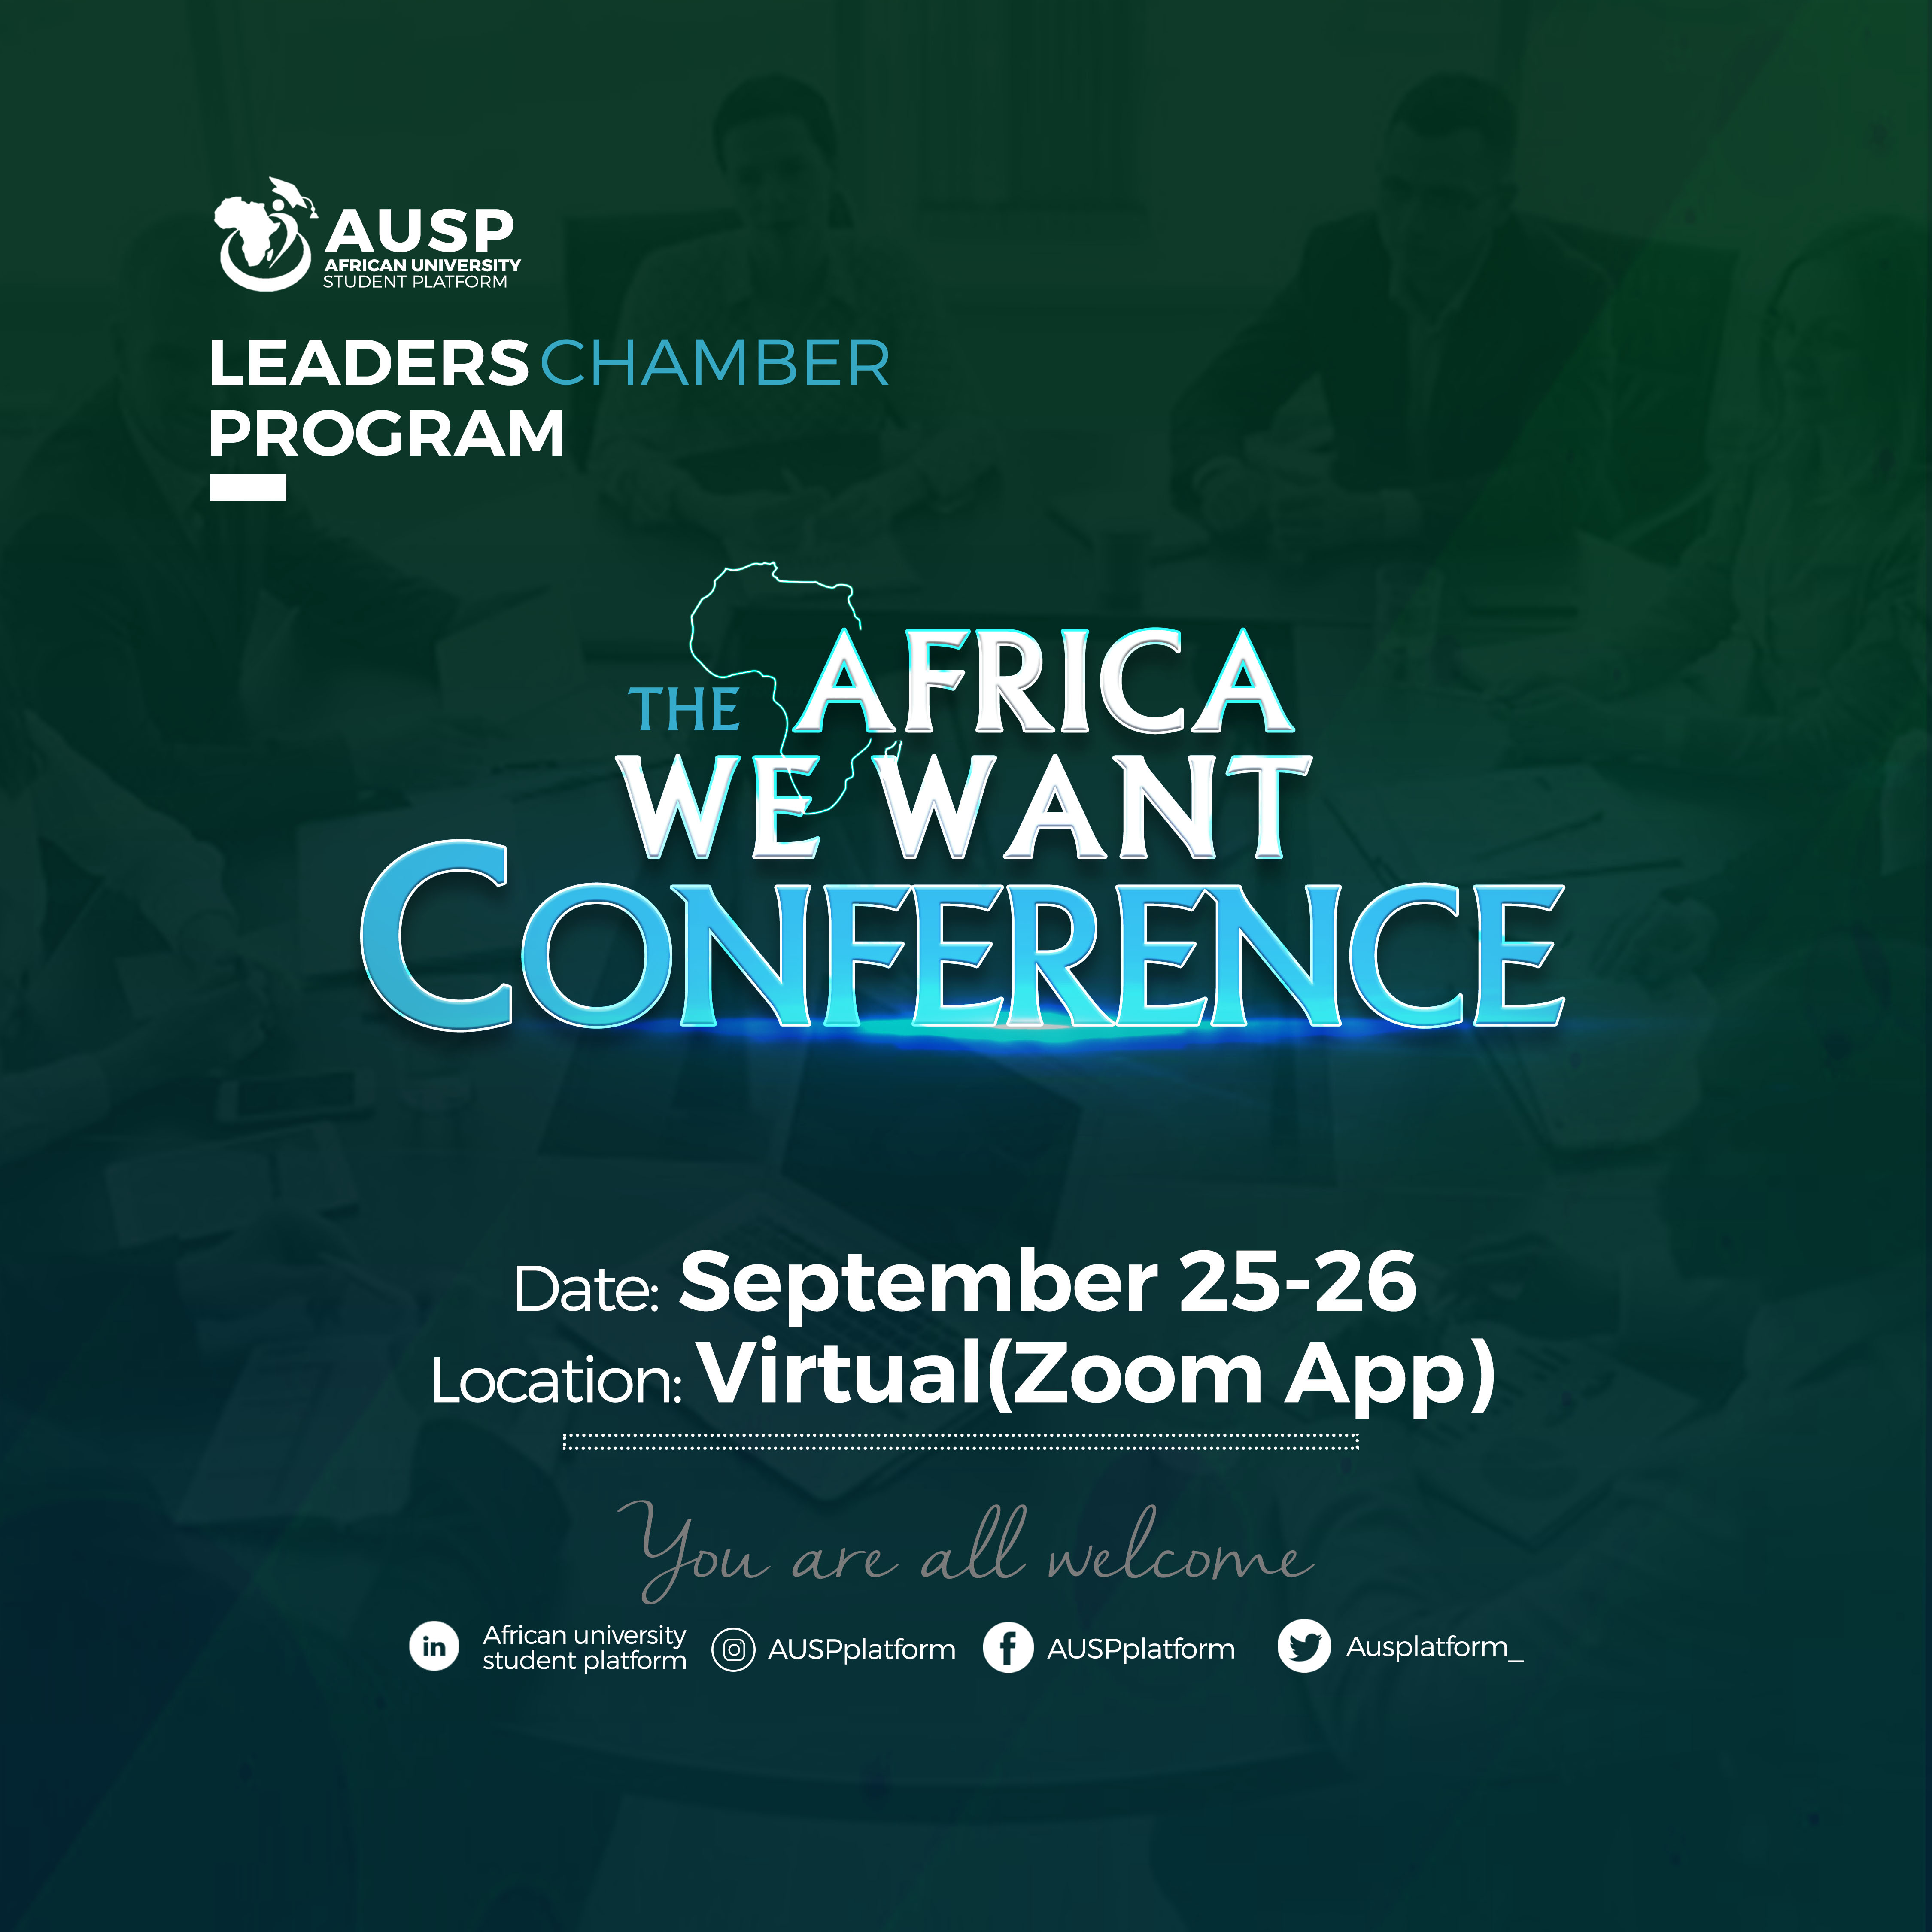 AUSP
AFRICAN UNIVERSITY
STUDENT PLATFORM
LEADERS CHAMBER
PROGRAM
THE AFRICA
WE WANT
CONFERENCE
Date: September 25-26
Location: Virtual(Zoom App)
You are all welcome
in African university
student platform
AUSPplatform
f AUSPplatform
Ausplatform_